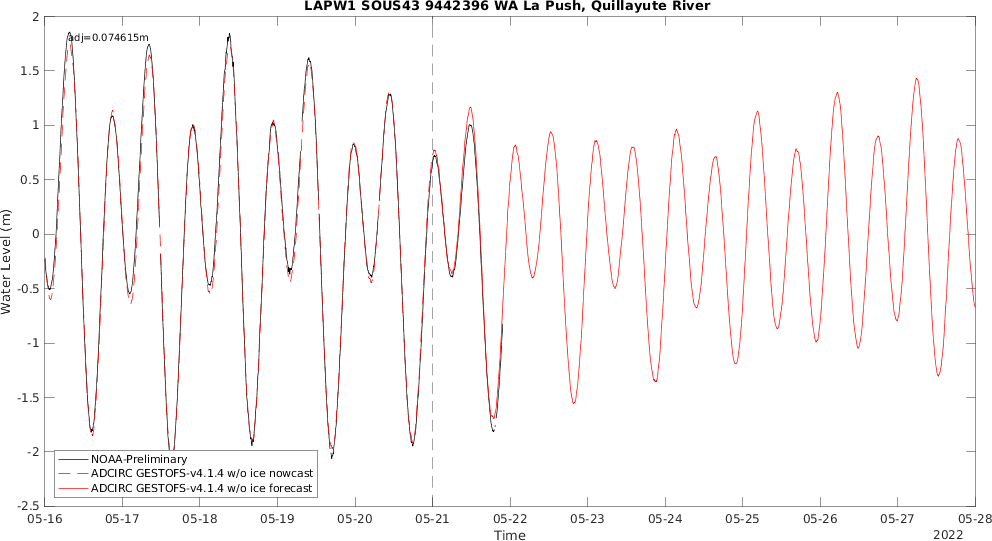 LAPW1 SOUS43 9442396 WA La Push, Quillayute River
adj=0.074615m
2
1.5
1
0.5
0
-0.5
-1
-1.5
-2
-2.5
Water Level (m)
NOAA-Preliminary
ADCIRC GESTOFS-v4.1.4 w/o ice nowcast
ADCIRC GESTOFS-v4.1.4 w/o ice forecast
05-16 05-17 05-18 05-19 05-20 05-21 05-22 05-23 05-24 05-25 05-26 05-27 05-28
Time
2022